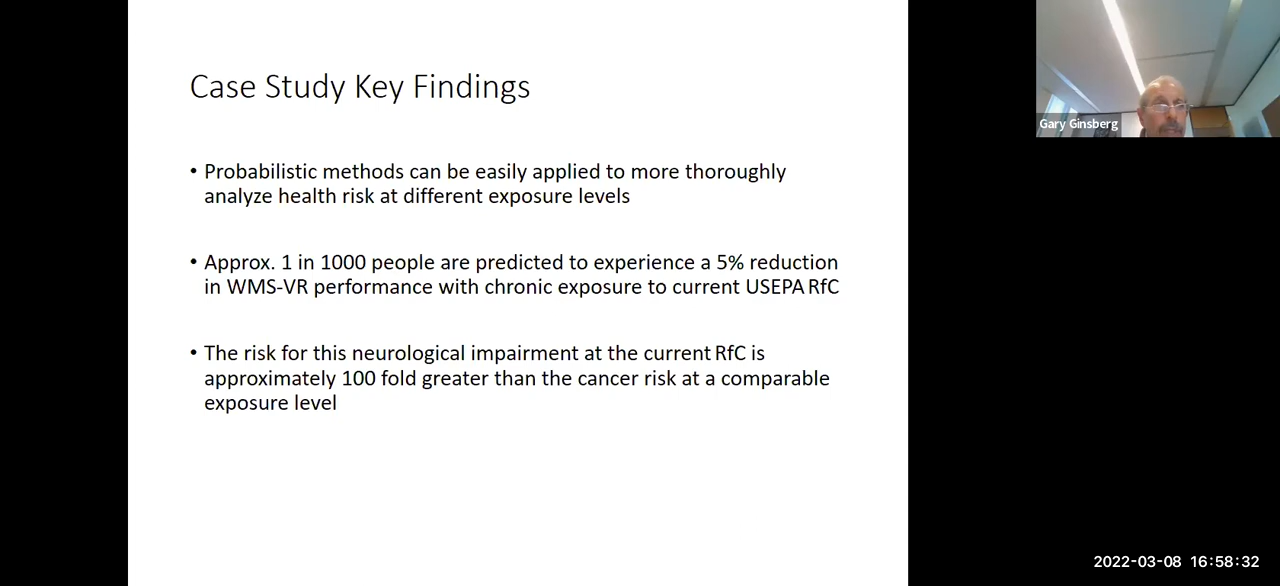 Case Study Key Findings
• Probabilistic methods can be easily applied to more thoroughly
analyze health risk at different exposure levels
• Approx. 1 in 1000 people are predicted to experience a 5% reduction
in WMS-VR performance with chronic exposure to current USEPA RfC
• The risk for this neurological impairment at the current RfC is
approximately 100 fold greater than the cancer risk at a comparable
exposure level
Gary Ginsberg
2022-03-08 16:58:32